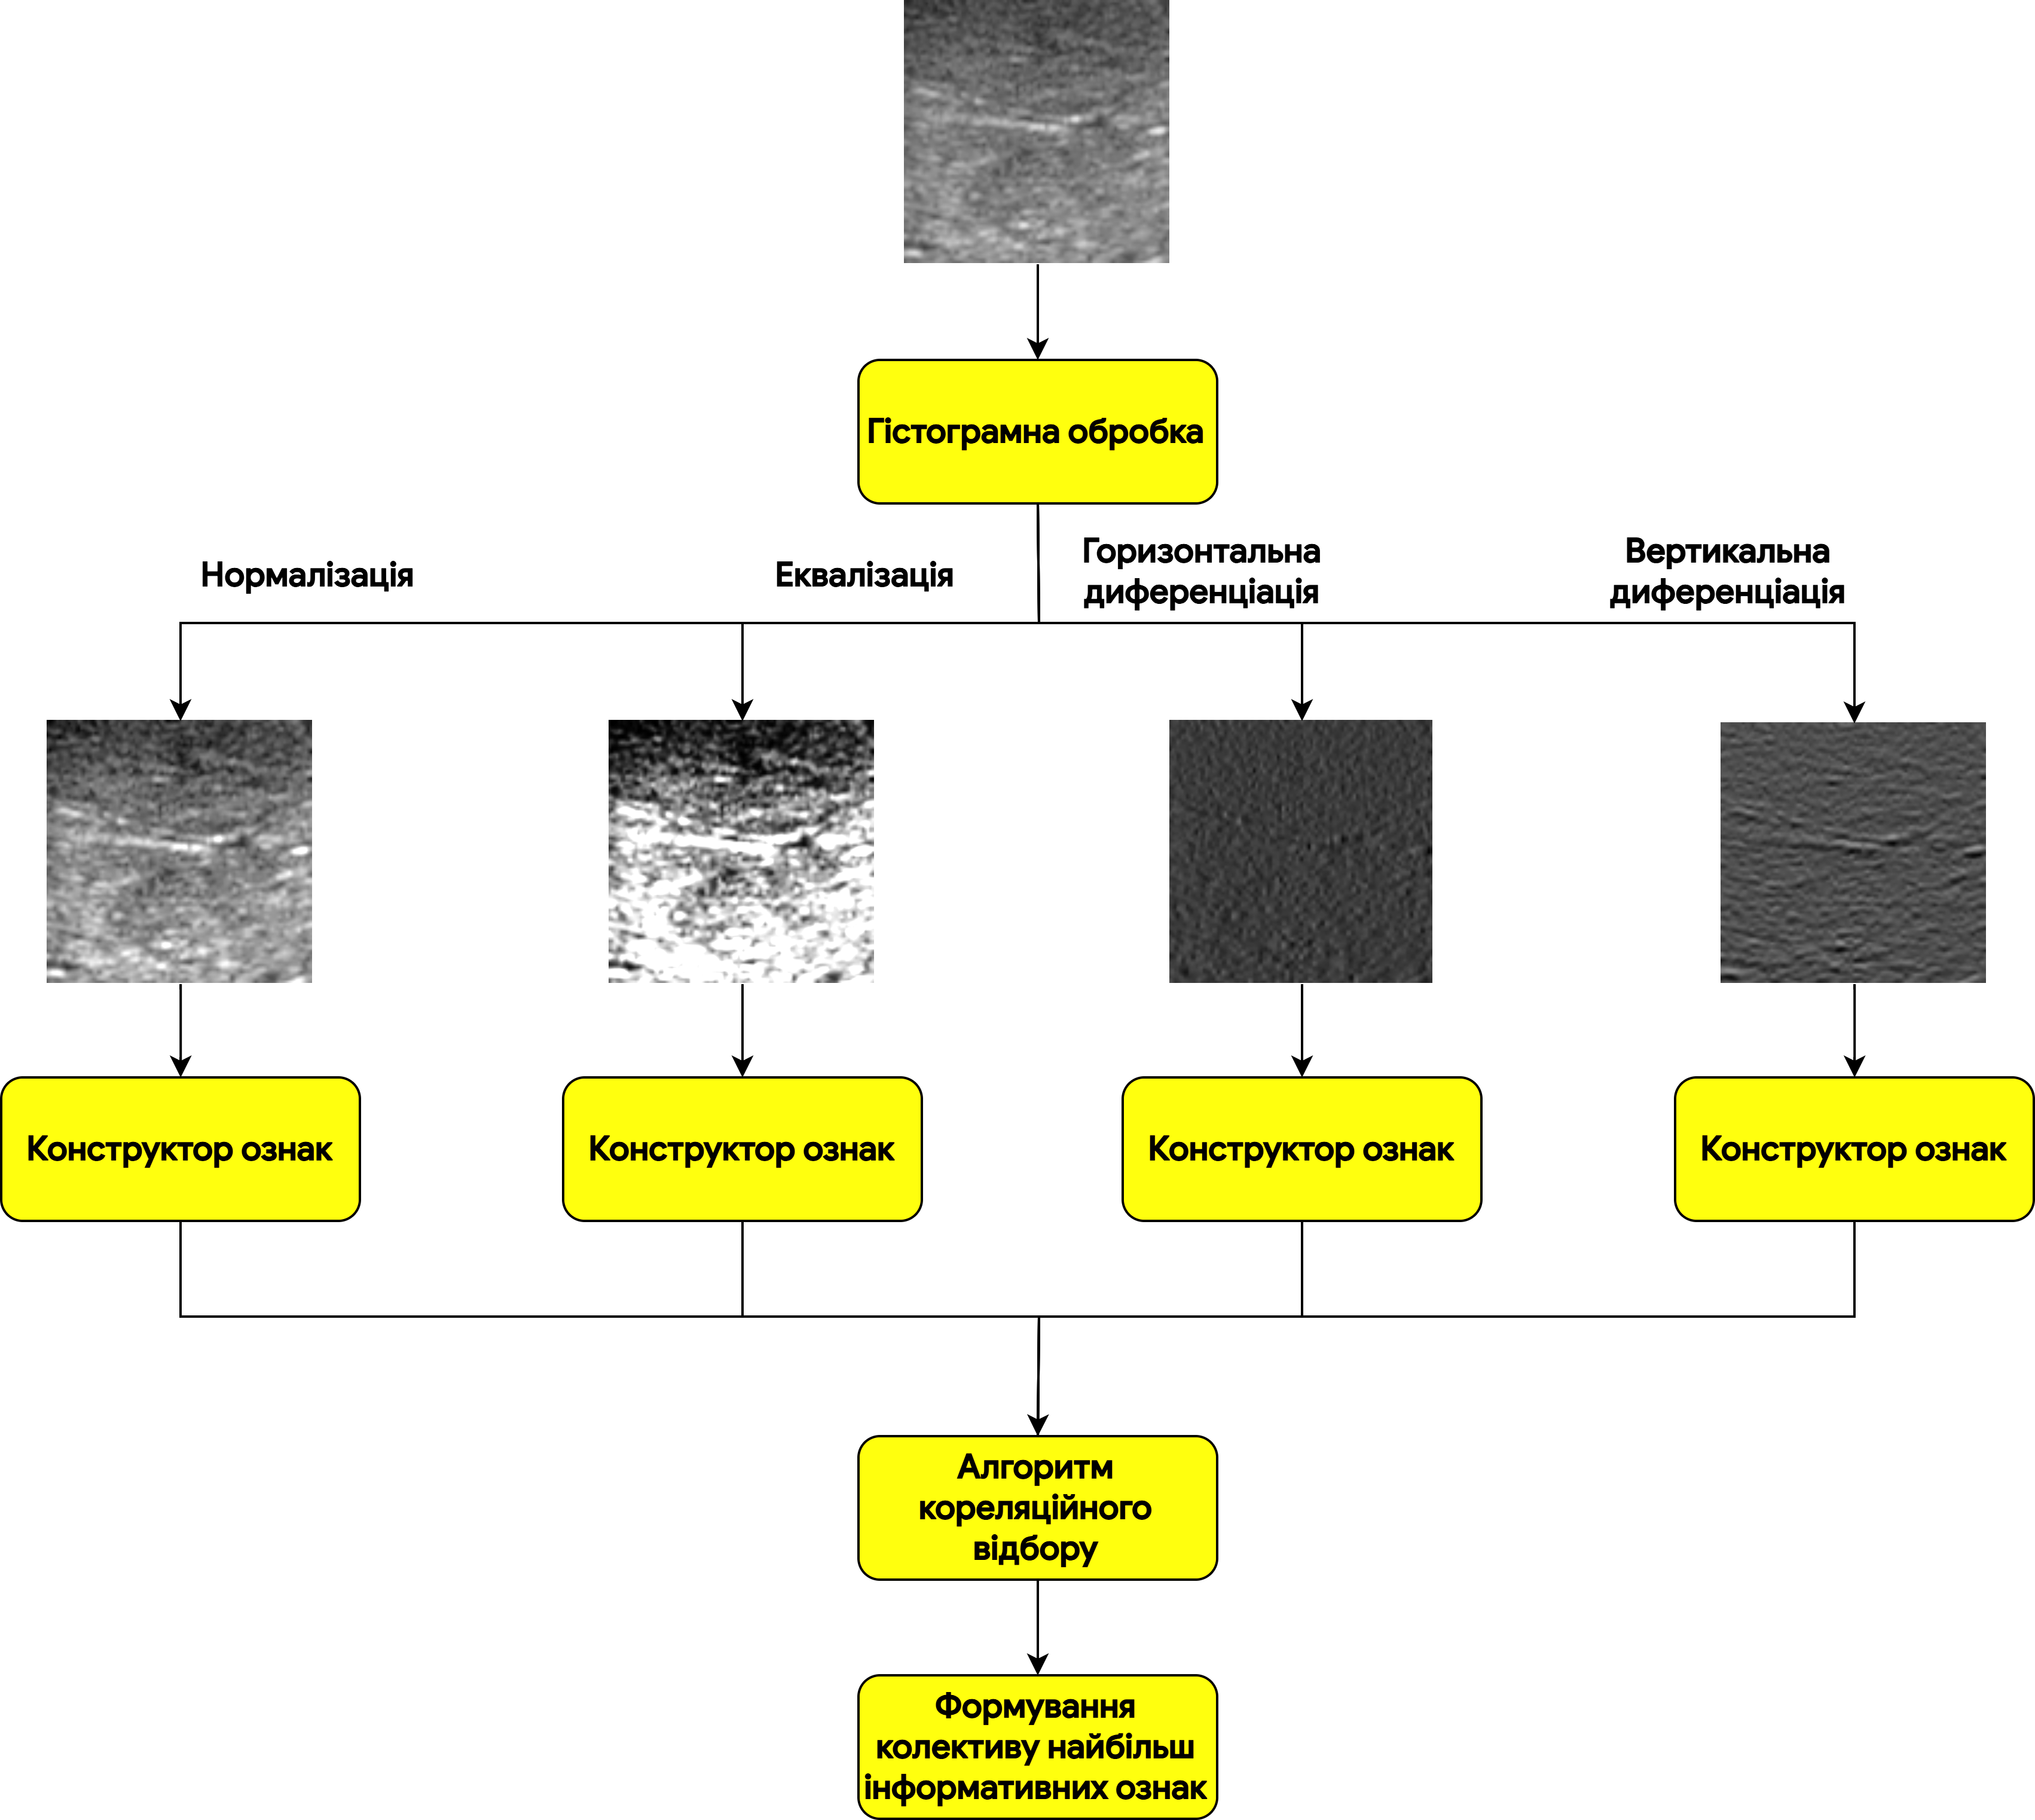 Гістограмна обробка
Нормалізація
Еквалізація
Горизонтальна
диференціація
Вертикальна
диференціація
Конструктор ознак
Конструктор ознак
Конструктор ознак
Конструктор ознак
Алгоритм
кореляційного
відбору
Формування
колективу найбільш
інформативних ознак